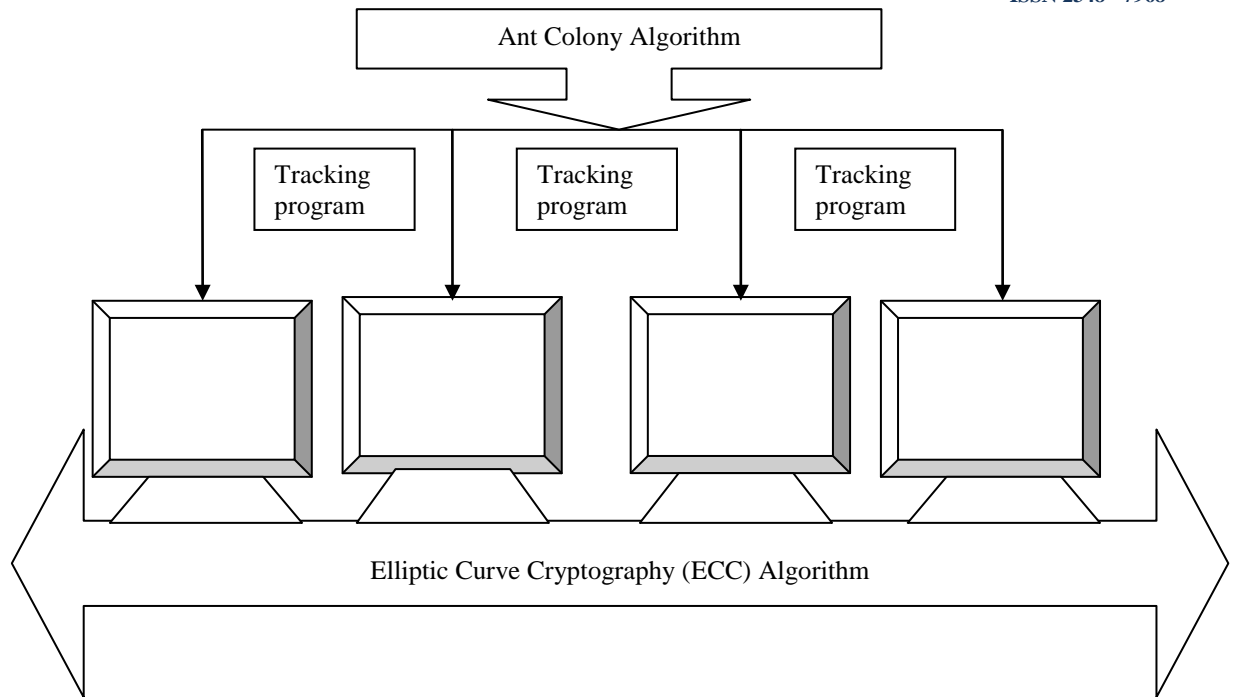 Ant Colony Algorithm
Tracking
program
Tracking
program
Tracking
program
Elliptic Curve Cryptography (ECC) Algorithm